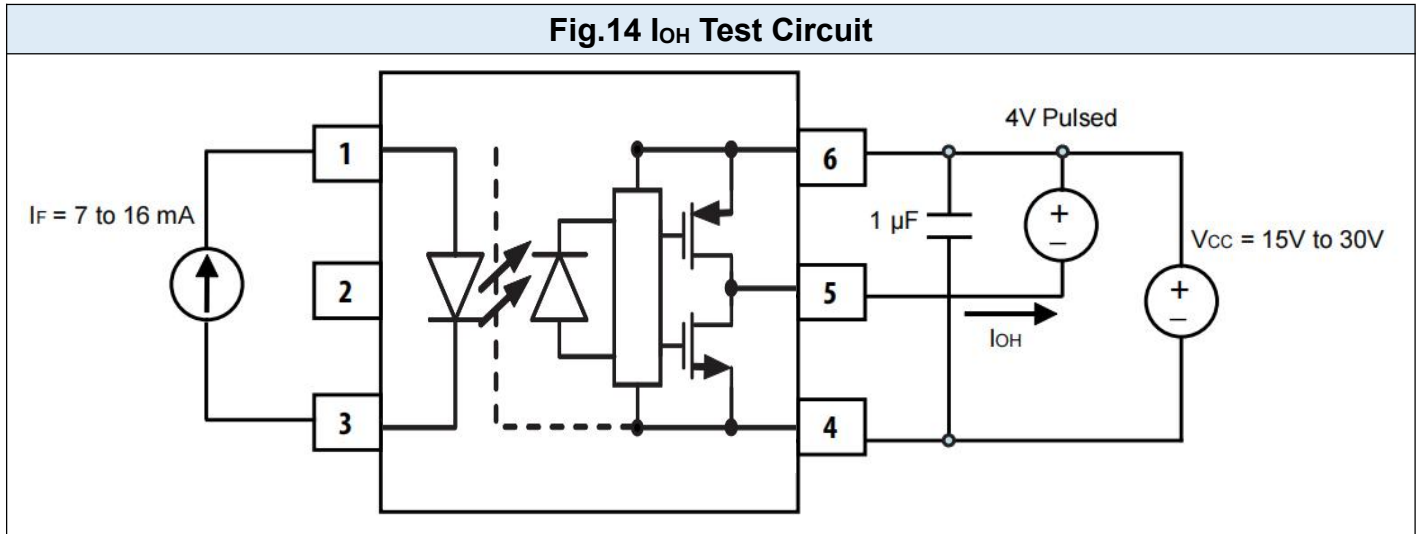 Fig.14 IOH Test Circuit
4V Pulsed
1
6
IF = 7 to 16 mA
1 µF
+
–
VCC = 15V to 30V
2
5
+
–
IOH
3
4